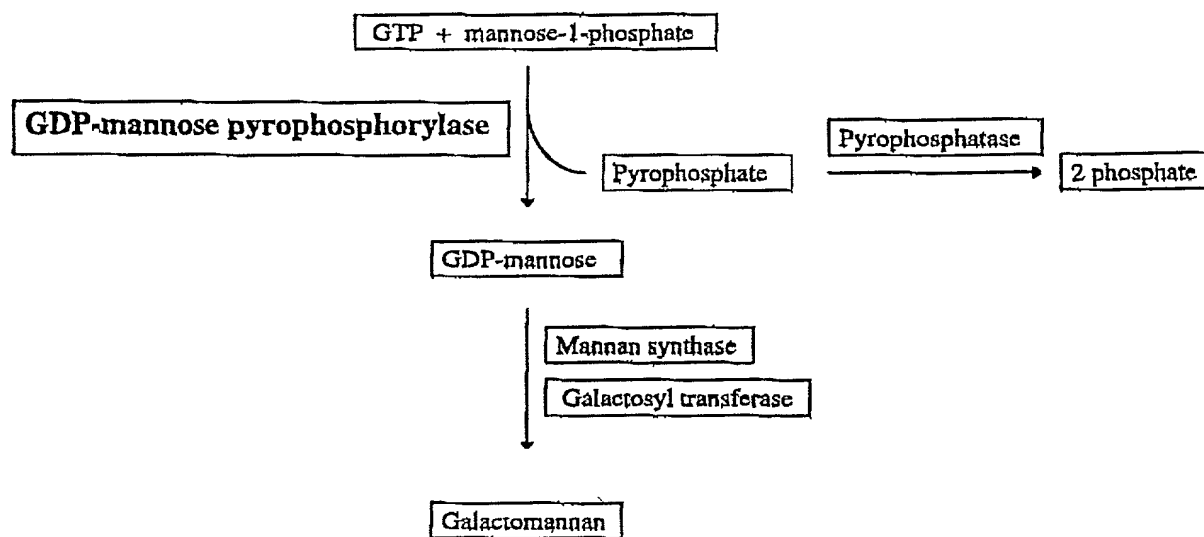 GTP + mannose-1-phosphate
GDP-mannose pyrophosphorylase
Pyrophosphatase
Pyrophosphate
2 phosphate
GDP-mannose
Mannan synthase
Galactosyl transferase
Galactomannan